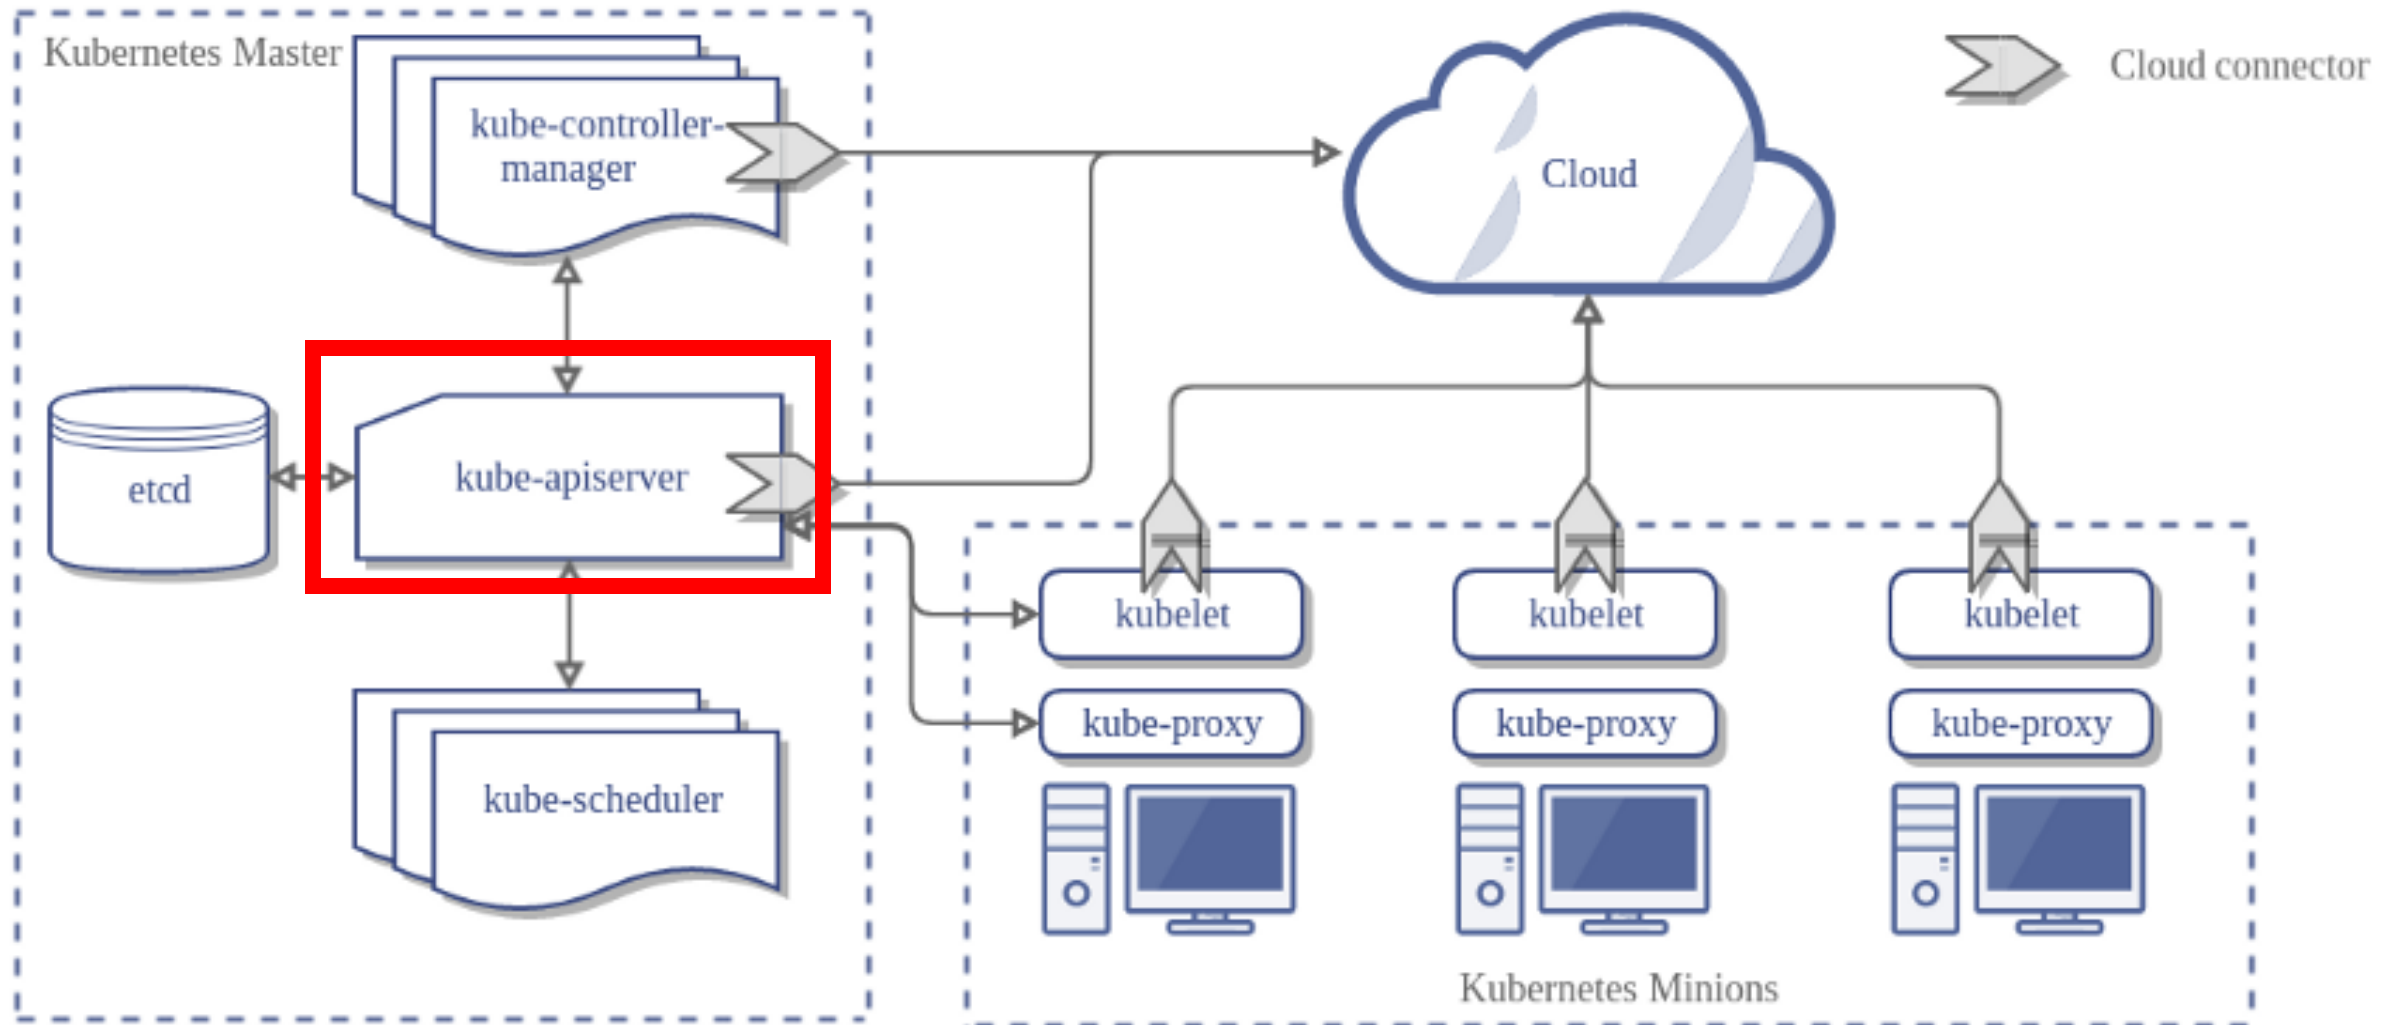 Kubernetes Master
kube-controller-
manager
Cloud
Cloud connector
etcd
kube-apiserver
kube-scheduler
kubelet
kubelet
kubelet
kube-proxy
kube-proxy
kube-proxy
Kubernetes Minions